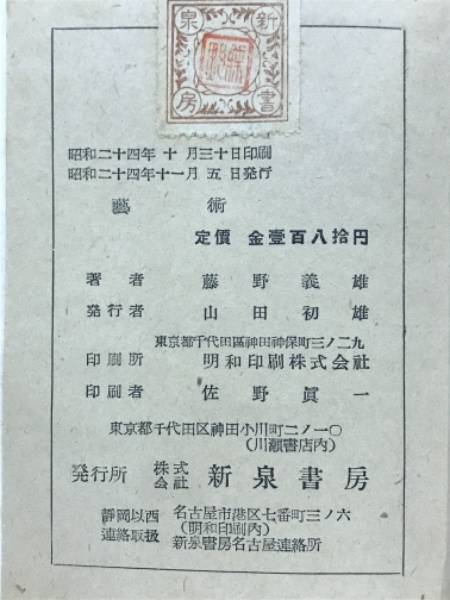 新泉書房
昭和二十四年 十 月三十日印刷
昭和二十四年十一月 五 日発行
藝術
定價 金壹百八拾円
著者 藤野義雄
発行者 山田初雄
東京都千代田區神田神保町三ノ二九
印刷所 明和印刷株式会社
印刷者 佐野眞一
東京都千代田区神田小川町二ノ一〇
(川瀬書店内)
発行所 株式会社 新泉書房
靜岡以西 名古屋市港区七番町三ノ六
(明和印刷内)
連絡取扱 新泉書房名古屋連絡所